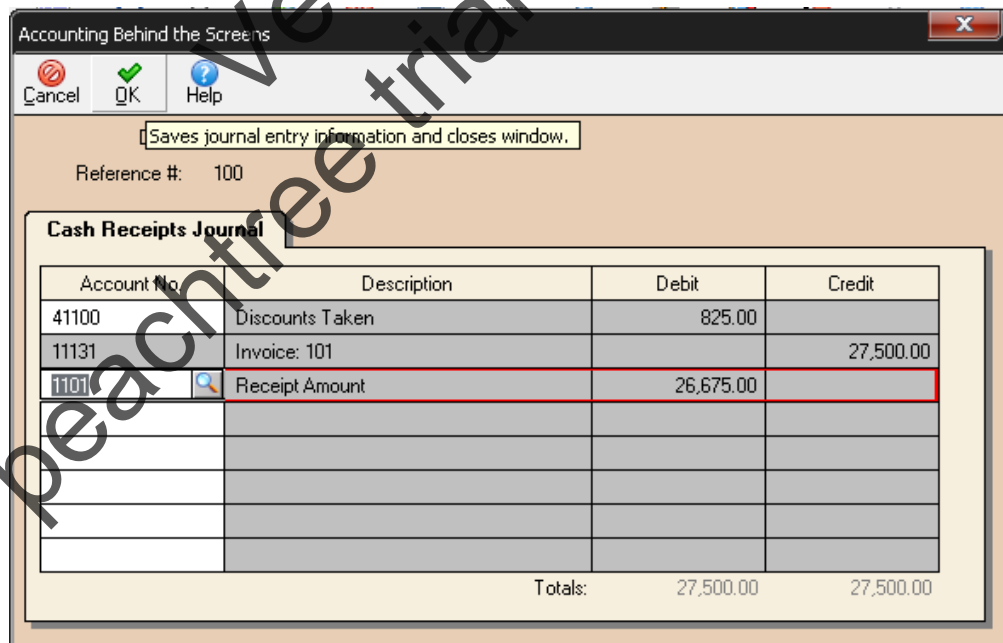 Accounting Behind the Screens
X
Cancel OK Help
Saves journal entry information and closes window.
Reference #: 100
Cash Receipts Journal
Account No. Description Debit Credit
41100 Discounts Taken 825.00
11131 Invoice: 101 27,500.00
1101 Receipt Amount 26,675.00
Totals: 27,500.00 27,500.00
peachtree trial ve